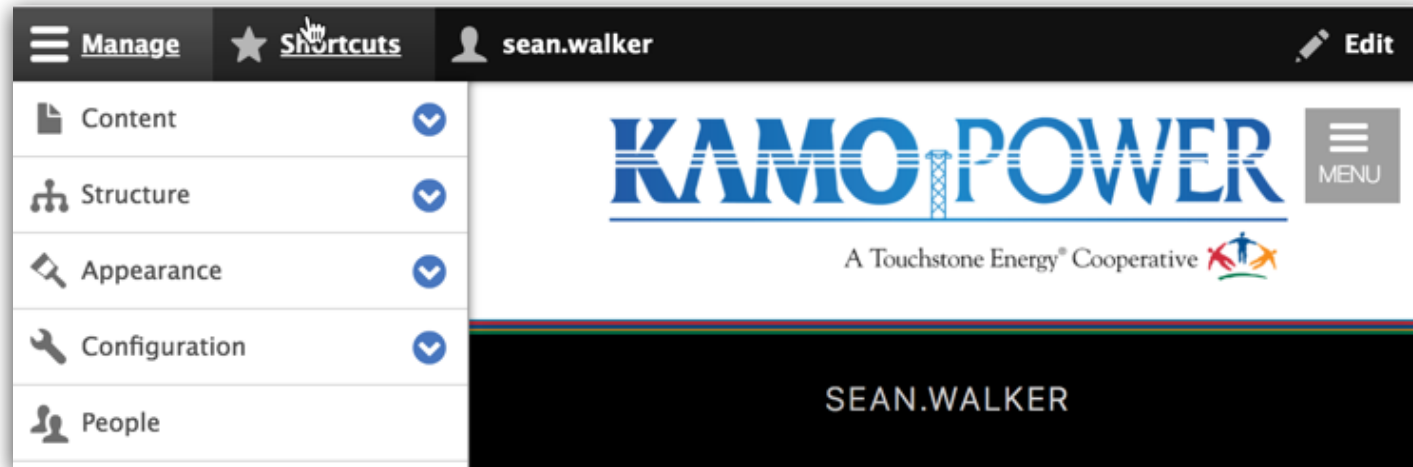 Manage Shortcuts sean.walker Edit
Content
Structure
Appearance
Configuration
People
KAMO POWER
MENU
A Touchstone Energy® Cooperative
SEAN.WALKER